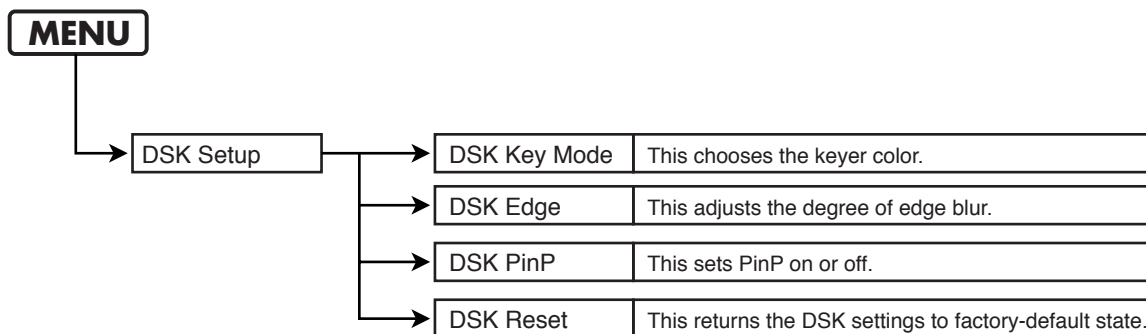 MENU
DSK Setup
DSK Key Mode This chooses the keyer color.
DSK Edge This adjusts the degree of edge blur.
DSK PinP This sets PinP on or off.
DSK Reset This returns the DSK settings to factory-default state.